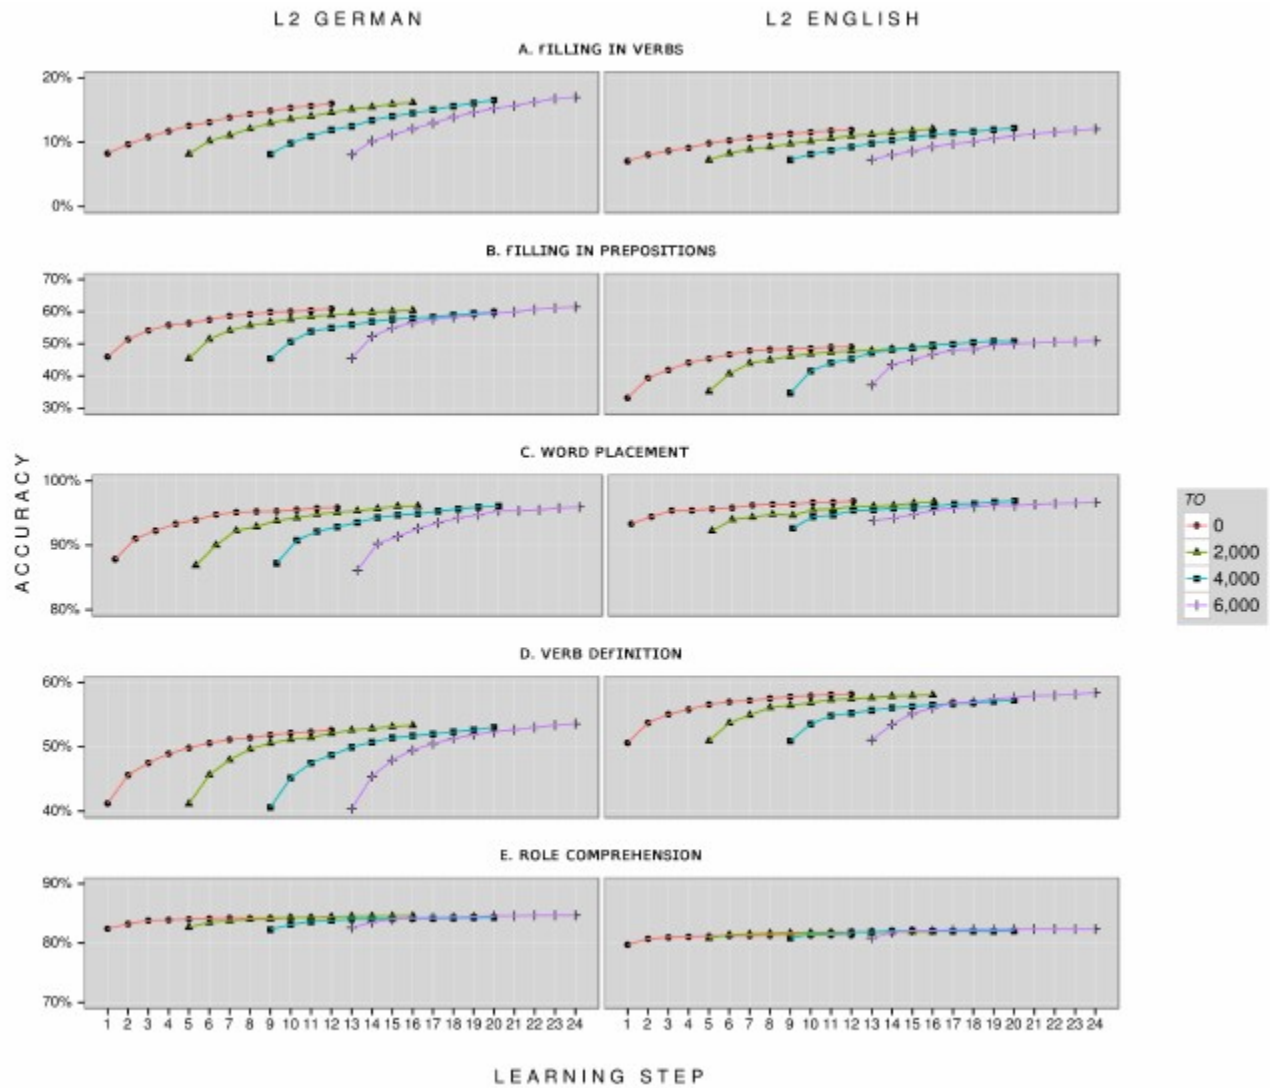 L2 GERMAN L2 ENGLISH
A. FILLING IN VERBS
20%
10%
0%
B. FILLING IN PREPOSITIONS
70%
60%
50%
40%
30%
C. WORD PLACEMENT
100%
90%
80%
D. VERB DEFINITION
60%
50%
40%
E. ROLE COMPREHENSION
90%
80%
70%
1 2 3 4 5 6 7 8 9 10 11 12 13 14 15 16 17 18 19 20 21 22 23 24 1 2 3 4 5 6 7 8 9 10 11 12 13 14 15 16 17 18 19 20 21 22 23 24
LEARNING STEP
ACCURACY
TO
0
2,000
4,000
6,000